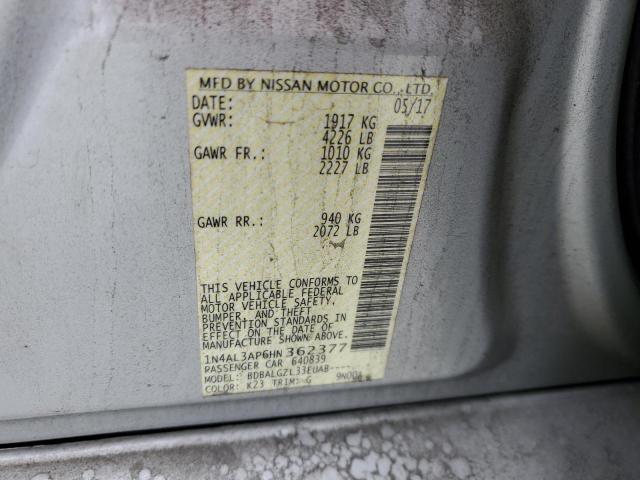 MFD BY NISSAN MOTOR CO., LTD.
DATE: 05/17
GVWR: 1917 KG
4226 LB
GAWR FR.: 1010 KG
2227 LB
GAWR RR.: 940 KG
2072 LB
THIS VEHICLE CONFORMS TO
ALL APPLICABLE FEDERAL
MOTOR VEHICLE SAFETY,
BUMPER, AND THEFT
PREVENTION STANDARDS IN
EFFECT ON THE DATE OF
MANUFACTURE SHOWN ABOVE.
1N4AL3AP6HN362377
PASSENGER CAR 640839
MODEL: BDBALGZL33EUAB-----
COLOR: K23 TRIM: G